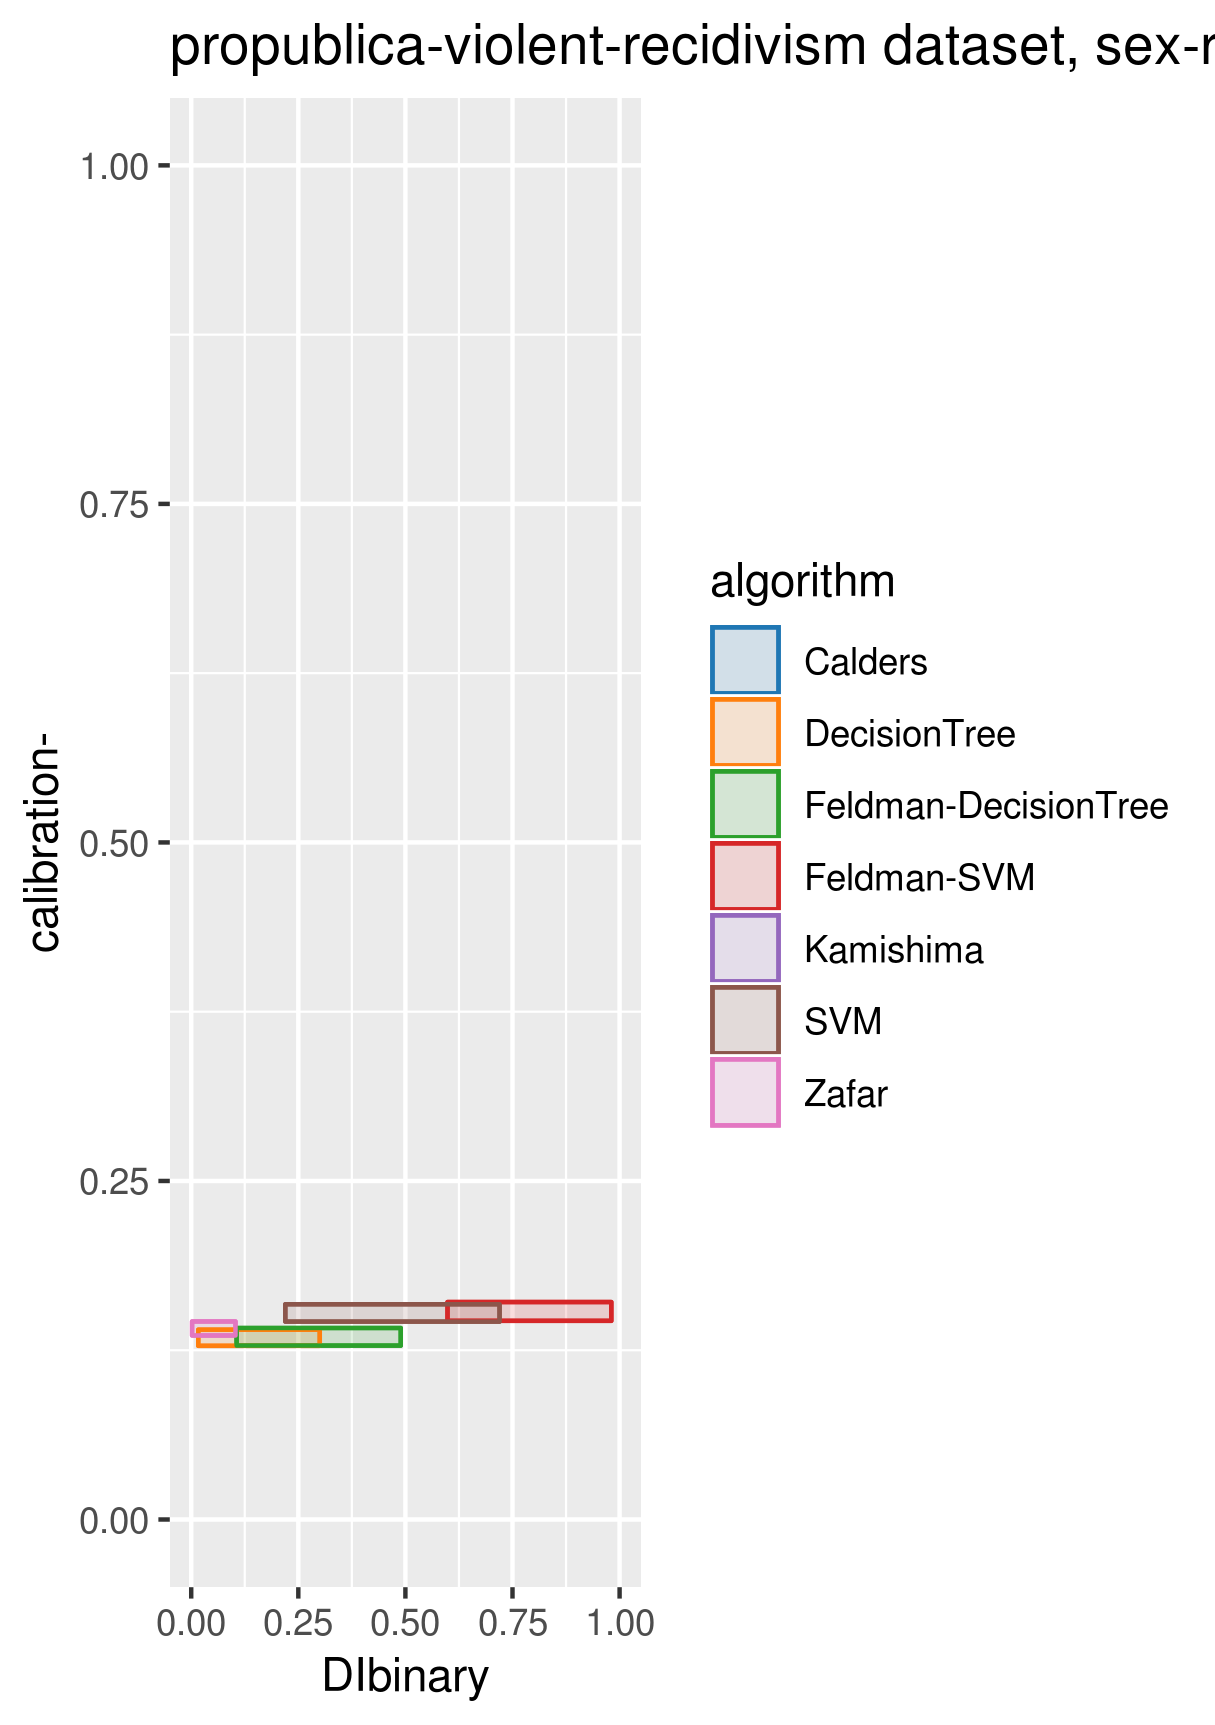 propublica-violent-recidivism dataset, sex-r
1.00
0.75
0.50
0.25
0.00
calibration-
0.00 0.25 0.50 0.75 1.00
DIbinary
algorithm
Calders
DecisionTree
Feldman-DecisionTree
Feldman-SVM
Kamishima
SVM
Zafar